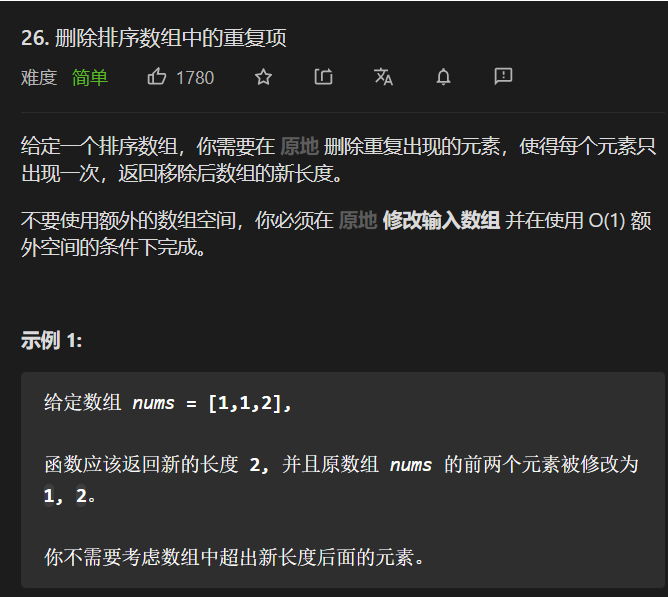 26. 删除排序数组中的重复项
难度 简单 1780
给定一个排序数组，你需要在 原地 删除重复出现的元素，使得每个元素只
出现一次，返回移除后数组的新长度。
不要使用额外的数组空间，你必须在 原地 修改输入数组 并在使用 O(1) 额
外空间的条件下完成。
示例 1:
给定数组 nums = [1,1,2],
函数应该返回新的长度 2, 并且原数组 nums 的前两个元素被修改为
1, 2。
你不需要考虑数组中超出新长度后面的元素。